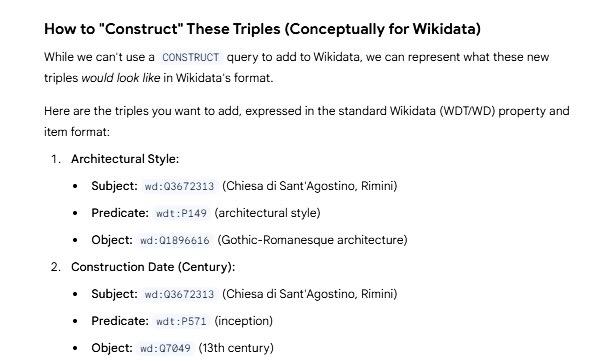 How to "Construct" These Triples (Conceptually for Wikidata)
While we can't use a CONSTRUCT query to add to Wikidata, we can represent what these new
triples would look like in Wikidata's format.
Here are the triples you want to add, expressed in the standard Wikidata (WDT/WD) property and
item format:
1. Architectural Style:
• Subject: wd:Q3672313 (Chiesa di Sant'Agostino, Rimini)
• Predicate: wdt:P149 (architectural style)
• Object: wd:Q1896616 (Gothic-Romanesque architecture)
2. Construction Date (Century):
• Subject: wd:Q3672313 (Chiesa di Sant'Agostino, Rimini)
• Predicate: wdt:P571 (inception)
• Object: wd:Q7049 (13th century)